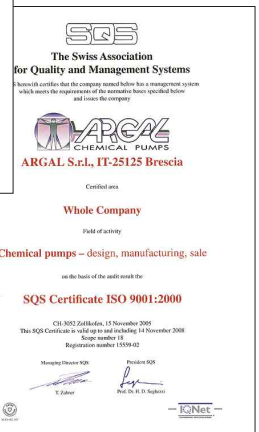 SQS
The Swiss Association
for Quality and Management Systems
herewith certifies that the company named below has a management system
which meets the requirements of the normative bases specified below
and issues the company
ARGAL
CHEMICAL PUMPS
ARGAL S.r.l., IT-25125 Brescia
Certified area
Whole Company
Field of activity
Chemical pumps – design, manufacturing, sale
on the basis of the audit result the
SQS Certificate ISO 9001:2000
CH-3052 Zollikofen, 15 November 2005
This SQS Certificate is valid up to and including 14 November 2008
Scope number 18
Registration number 15559-02
Managing Director SQS President SQS
T. Zahner Prof. Dr. H. D. Seghezzi
IQNet